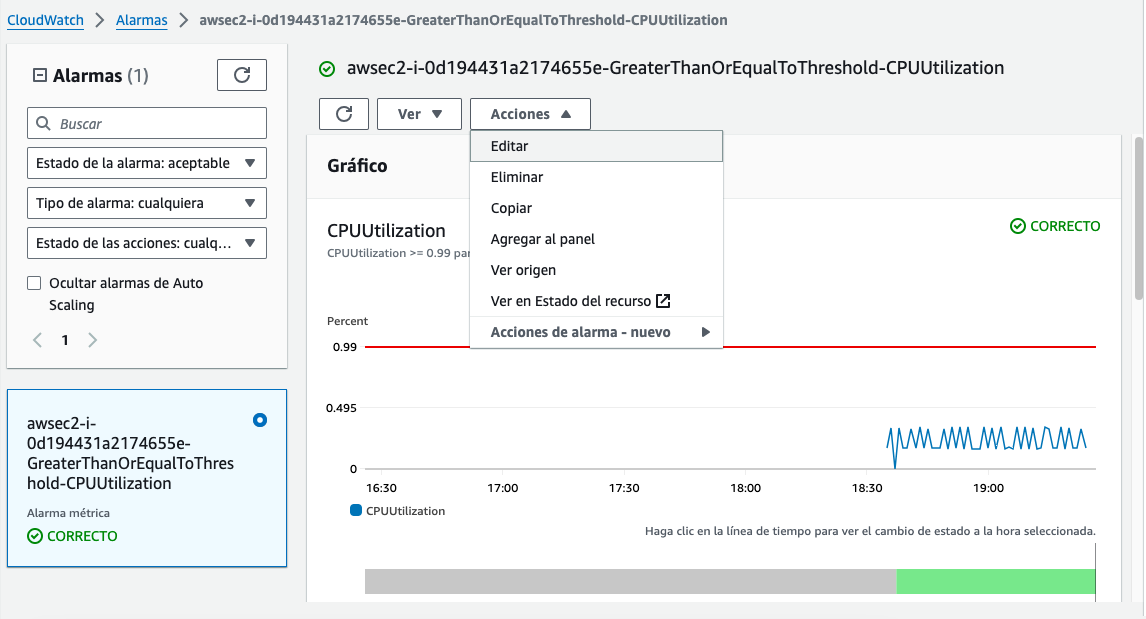 CloudWatch > Alarmas > awsec2-i-0d194431a2174655e-GreaterThanOrEqualToThreshold-CPUUtilization
Alarmas (1)
Buscar
Estado de la alarma: aceptable
Tipo de alarma: cualquiera
Estado de las acciones: cualq...
Ocultar alarmas de Auto
Scaling
1
awsec2-i-
0d194431a2174655e-
GreaterThanOrEqualToThres
hold-CPUUtilization
Alarma métrica
CORRECTO
awsec2-i-0d194431a2174655e-GreaterThanOrEqualToThreshold-CPUUtilization
Ver
Acciones
Editar
Eliminar
Copiar
Agregar al panel
Ver origen
Ver en Estado del recurso
Acciones de alarma - nuevo
Gráfico
CPUUtilization
CORRECTO
CPUUtilization >= 0.99 par
Percent
0.99
0.495
0
16:30 17:00 17:30 18:00 18:30 19:00
CPUUtilization
Haga clic en la línea de tiempo para ver el cambio de estado a la hora seleccionada.